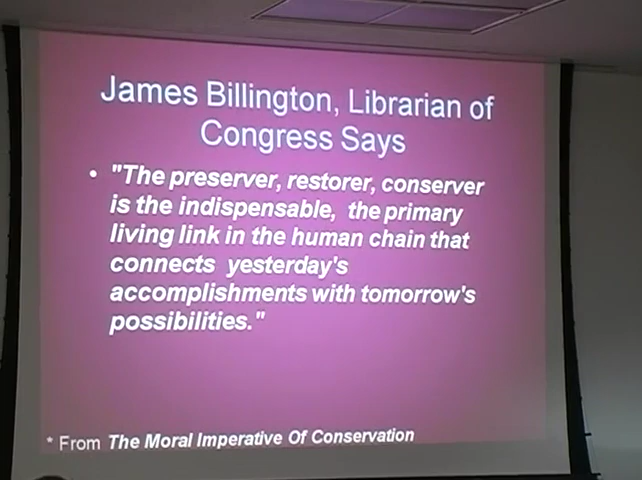 James Billington, Librarian of
Congress Says
• "The preserver, restorer, conserver
is the indispensable, the primary
living link in the human chain that
connects yesterday's
accomplishments with tomorrow's
possibilities."
* From The Moral Imperative Of Conservation